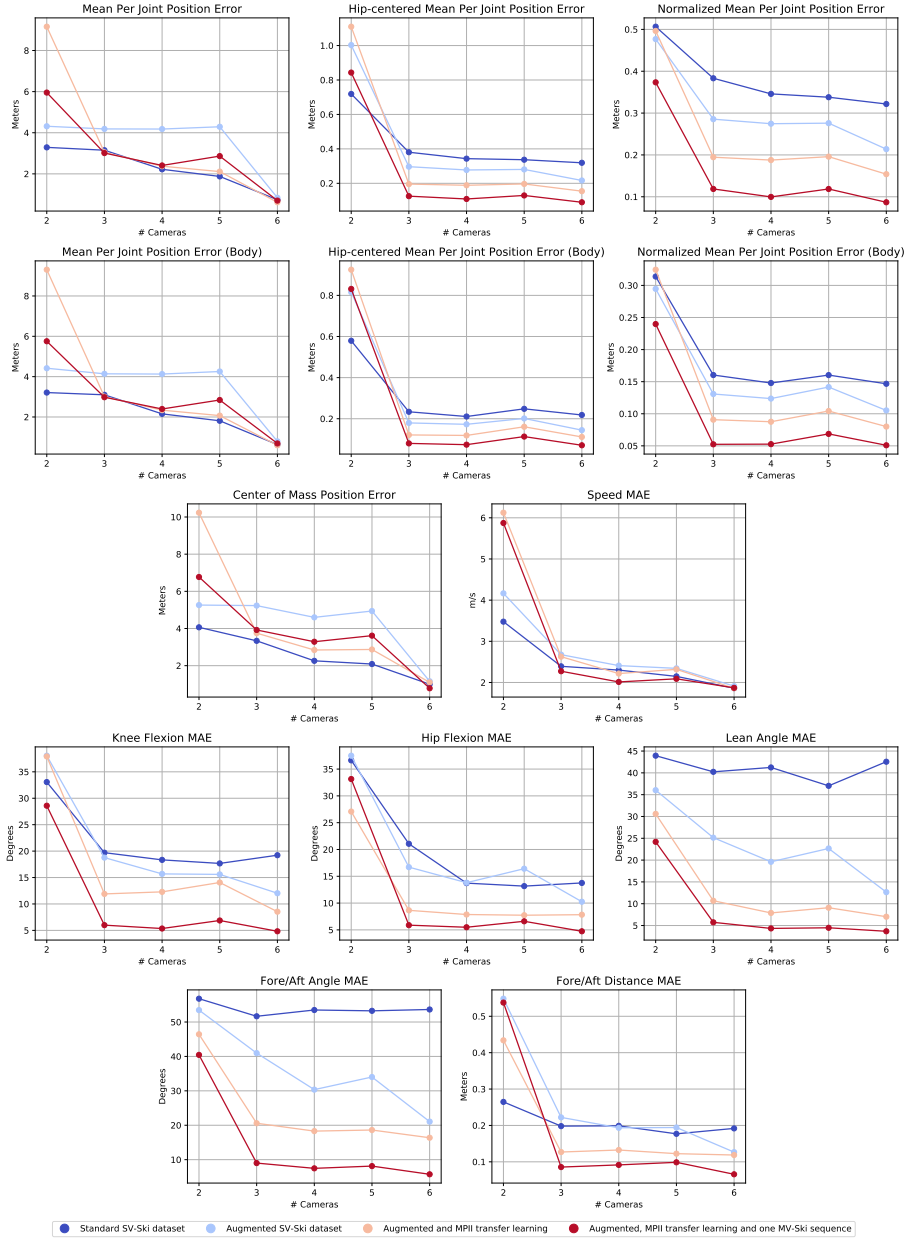 Mean Per Joint Position Error
Hip-centered Mean Per Joint Position Error
Normalized Mean Per Joint Position Error
Meters
8
6
4
2
2 3 4 5 6
# Cameras
Meters
1.0
0.8
0.6
0.4
0.2
2 3 4 5 6
# Cameras
Meters
0.5
0.4
0.3
0.2
0.1
2 3 4 5 6
# Cameras
Mean Per Joint Position Error (Body)
Hip-centered Mean Per Joint Position Error (Body)
Normalized Mean Per Joint Position Error (Body)
Meters
8
6
4
2
2 3 4 5 6
# Cameras
Meters
0.8
0.6
0.4
0.2
2 3 4 5 6
# Cameras
Meters
0.30
0.25
0.20
0.15
0.10
0.05
2 3 4 5 6
# Cameras
Center of Mass Position Error
Speed MAE
Meters
10
8
6
4
2
2 3 4 5 6
# Cameras
m/s
6
5
4
3
2
2 3 4 5 6
# Cameras
Knee Flexion MAE
Hip Flexion MAE
Lean Angle MAE
Degrees
35
30
25
20
15
10
5
2 3 4 5 6
# Cameras
Degrees
35
30
25
20
15
10
5
2 3 4 5 6
# Cameras
Degrees
45
40
35
30
25
20
15
10
5
2 3 4 5 6
# Cameras
Fore/Aft Angle MAE
Fore/Aft Distance MAE
Degrees
50
40
30
20
10
2 3 4 5 6
# Cameras
Meters
0.5
0.4
0.3
0.2
0.1
2 3 4 5 6
# Cameras
Standard SV-Ski dataset Augmented SV-Ski dataset Augmented and MPII transfer learning Augmented, MPII transfer learning and one MV-Ski sequence